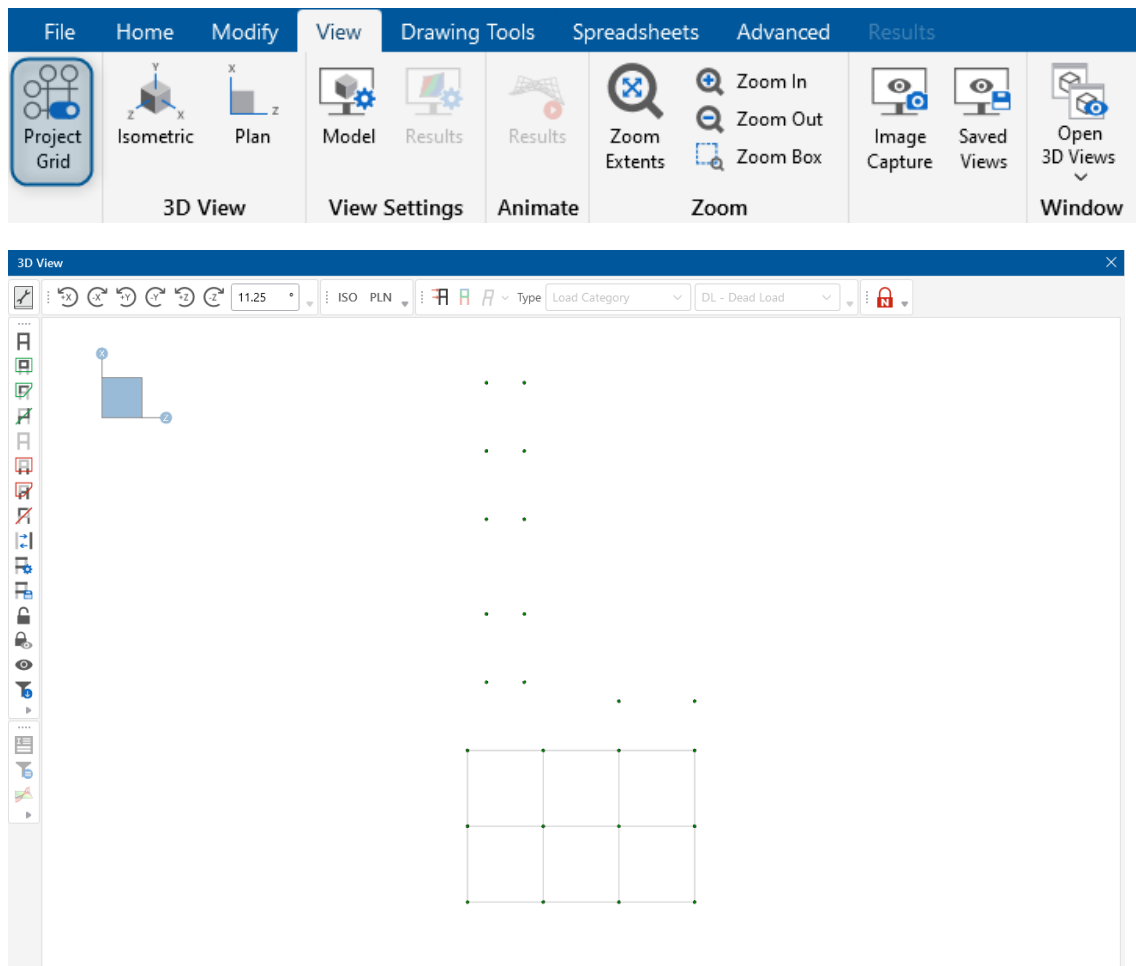 File Home Modify View Drawing Tools Spreadsheets Advanced Results
Y
X
Z X
Z
Project
Grid
Isometric
Plan
Model
Results
Results
Zoom
Extents
Zoom In
Zoom Out
Zoom Box
Image
Capture
Saved
Views
Open
3D Views
3D View View Settings Animate Zoom Window
3D View
+X -X +Y -Y +Z -Z 11.25 ° ISO PLN Type Load Category DL - Dead Load N
X
Z